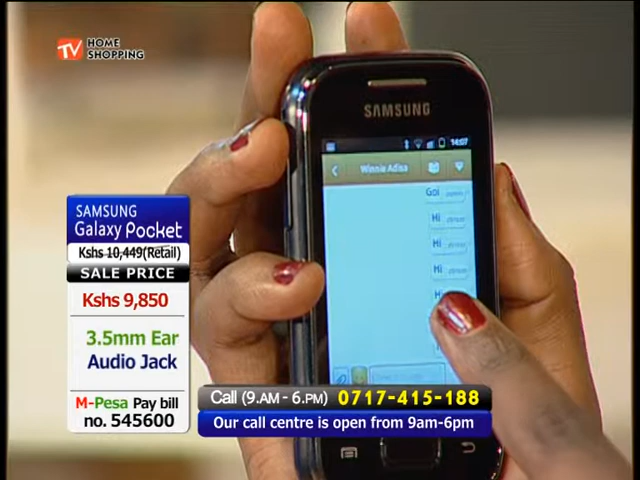 TV HOME
SHOPPING
SAMSUNG
14:07
Winnie Adisa
Goi
Hi
Hi
Hi
Hi
SAMSUNG
Galaxy Pocket
Kshs 10,449(Retail)
SALE PRICE
Kshs 9,850
3.5mm Ear
Audio Jack
M-Pesa Pay bill
no. 545600
Call (9.AM - 6.PM) 0717-415-188
Our call centre is open from 9am-6pm